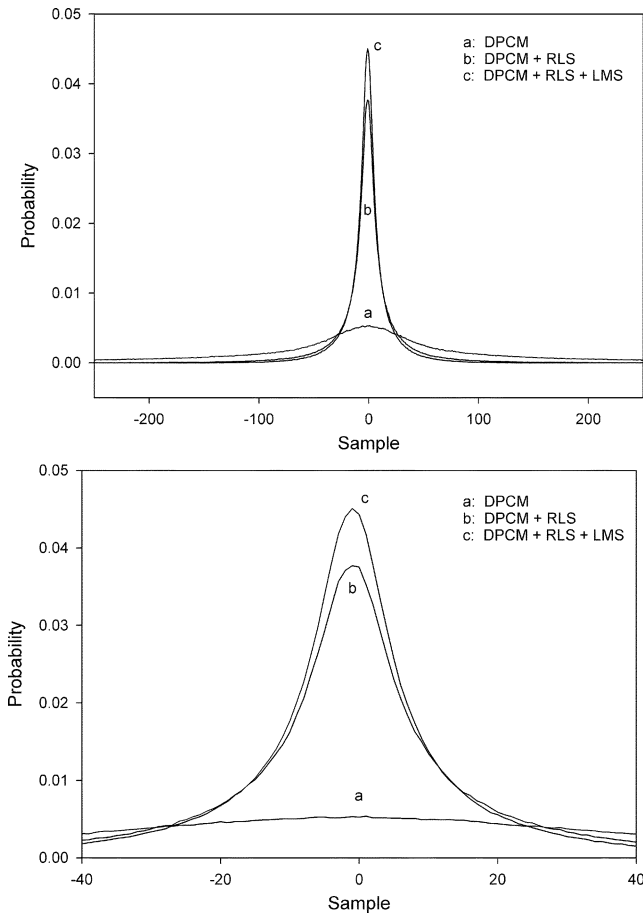 0.05
0.04
0.03
0.02
0.01
0.00
Probability
c
b
a
a: DPCM
b: DPCM + RLS
c: DPCM + RLS + LMS
-200
-100
0
100
200
Sample
0.05
0.04
0.03
0.02
0.01
0.00
Probability
c
b
a
a: DPCM
b: DPCM + RLS
c: DPCM + RLS + LMS
-40
-20
0
20
40
Sample